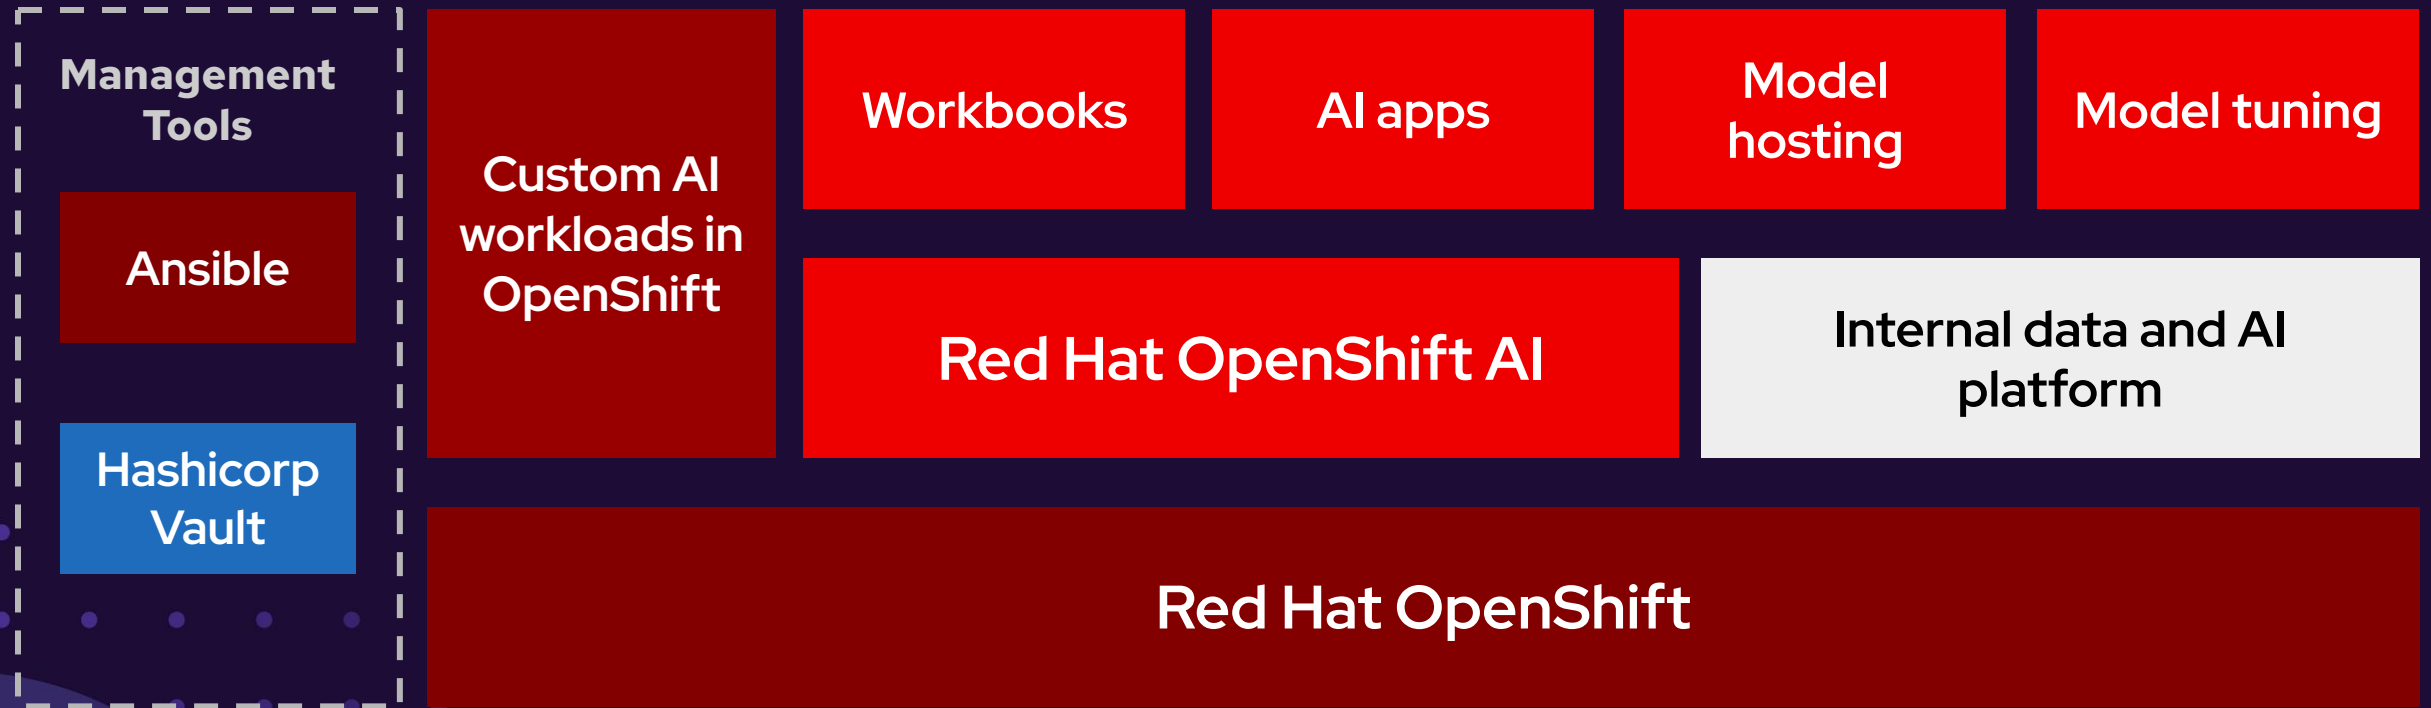 Management
Tools
Ansible
Hashicorp
Vault
Custom AI
workloads in
OpenShift
Workbooks
AI apps
Model
hosting
Model tuning
Red Hat OpenShift AI
Internal data and AI
platform
Red Hat OpenShift